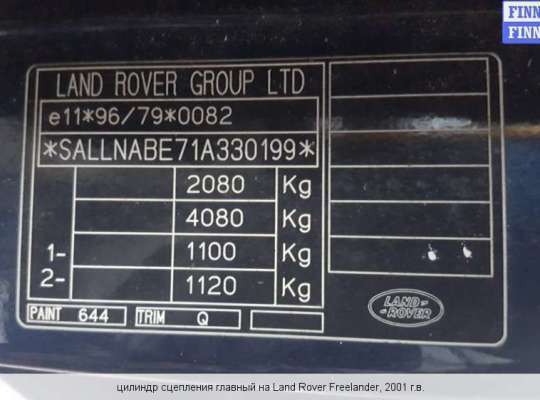 FINN
FINN
LAND ROVER GROUP LTD
e11*96/79*0082
*SALLNABE71A330199*
2080 Kg
4080 Kg
1- 1100 Kg
2- 1120 Kg
PAINT 644 TRIM Q
LAND-
-ROVER
цилиндр сцепления главный на Land Rover Freelander, 2001 г.в.